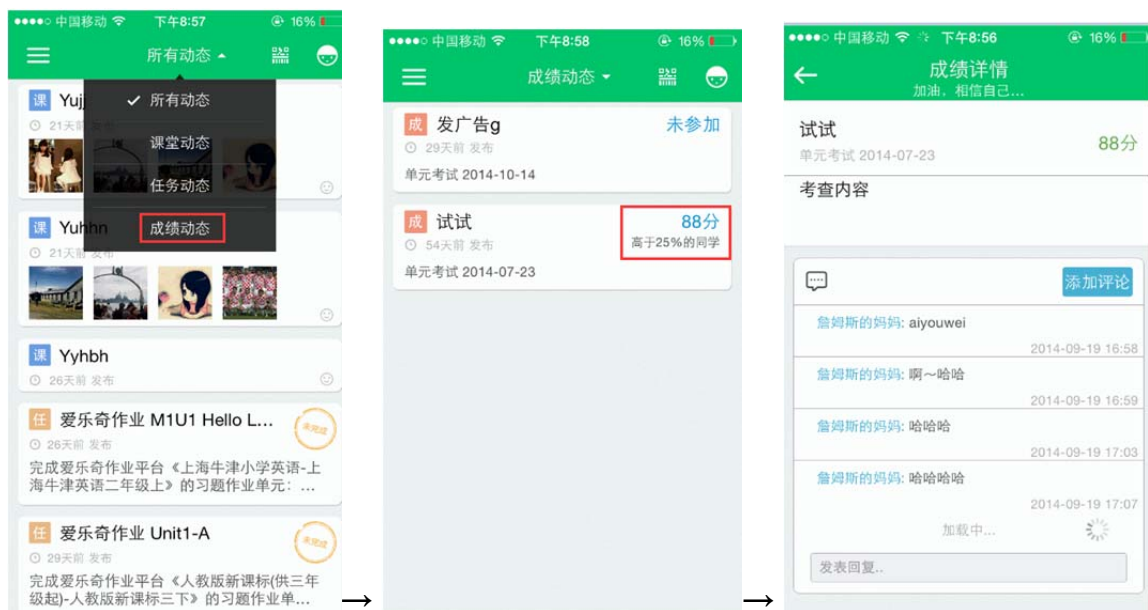 中国移动 下午8:57 16%
所有动态
课 Yujj
21天前
所有动态
课堂动态
任务动态
成绩动态
课 Yuhhn
21天前 发布
课 Yyhbh
26天前 发布
任 爱乐奇作业 M1U1 Hello L...
未完成
26天前 发布
完成爱乐奇作业平台《上海牛津小学英语-上
海牛津英语二年级上》的习题作业单元： ...
任 爱乐奇作业 Unit1-A
未完成
29天前 发布
完成爱乐奇作业平台《人教版新课标(供三年
级起)-人教版新课标三下》的习题作业单...
→
中国移动 下午8:58 16%
成绩动态
成 发广告g 未参加
29天前 发布
单元考试 2014-10-14
成 试试 88分
54天前 发布 高于25%的同学
单元考试 2014-07-23
→
中国移动 下午8:56 16%
成绩详情
加油，相信自己...
试试 88分
单元考试 2014-07-23
考查内容
添加评论
詹姆斯的妈妈: aiyouwei
2014-09-19 16:58
詹姆斯的妈妈: 啊～哈哈
2014-09-19 16:59
詹姆斯的妈妈: 哈哈哈
2014-09-19 17:03
詹姆斯的妈妈: 哈哈哈哈
2014-09-19 17:07
加载中...
发表回复..